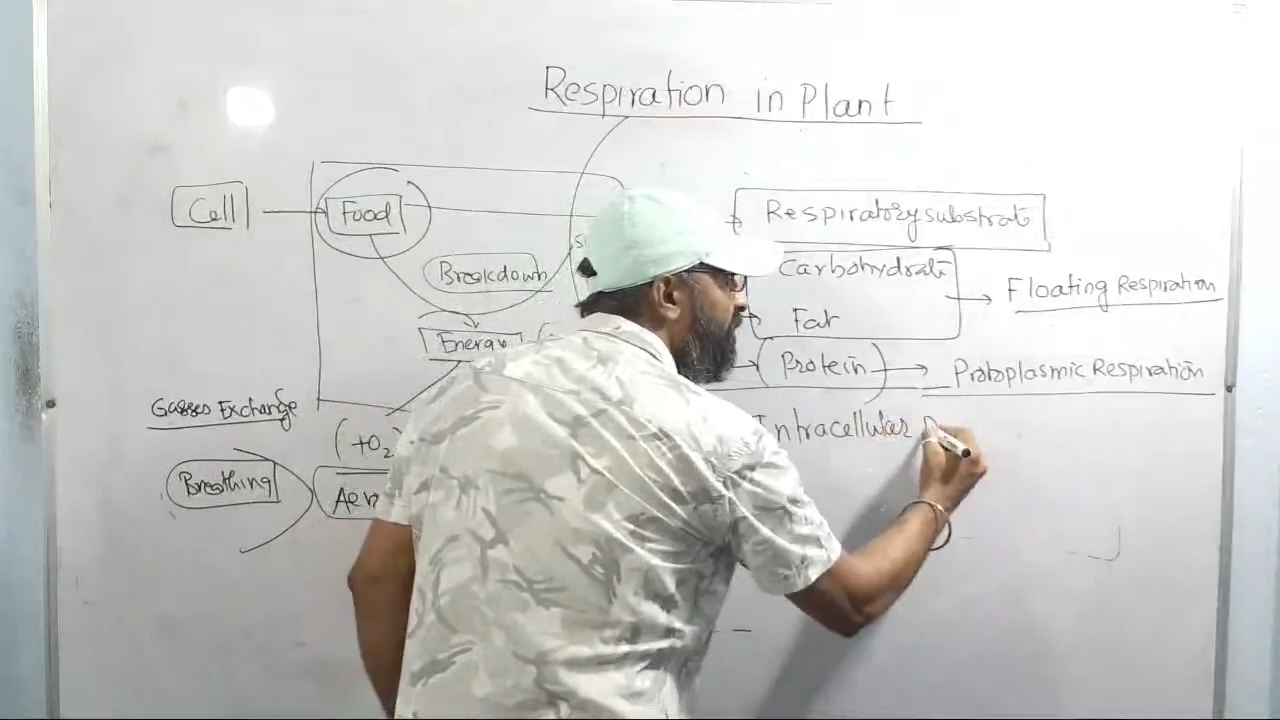 Respiration in Plant
Cell
Food
Respiratory substrate
Breakdown
Carbohydrate
Floating Respiration
Fat
Energy
Protein
Protoplasmic Respiration
Gasses Exchange
Intracellular
(+O2)
Breathing